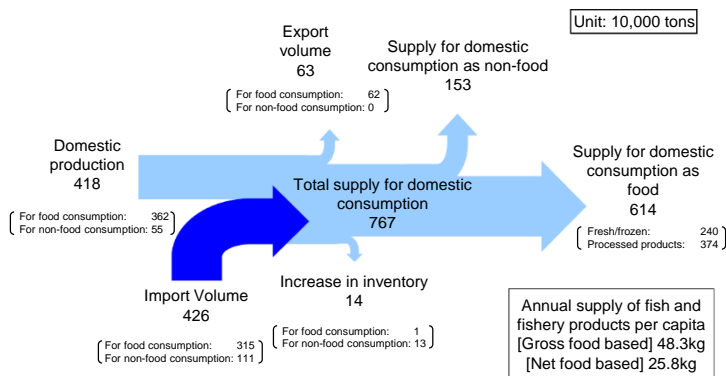 Unit: 10,000 tons
Export
volume
63
For food consumption: 62
For non-food consumption: 0
Supply for domestic
consumption as non-food
153
Domestic
production
418
For food consumption: 362
For non-food consumption: 55
Total supply for domestic
consumption
767
Supply for domestic
consumption as
food
614
Fresh/frozen: 240
Processed products: 374
Import Volume
426
For food consumption: 315
For non-food consumption: 111
Increase in inventory
14
For food consumption: 1
For non-food consumption: 13
Annual supply of fish and
fishery products per capita
[Gross food based] 48.3kg
[Net food based] 25.8kg